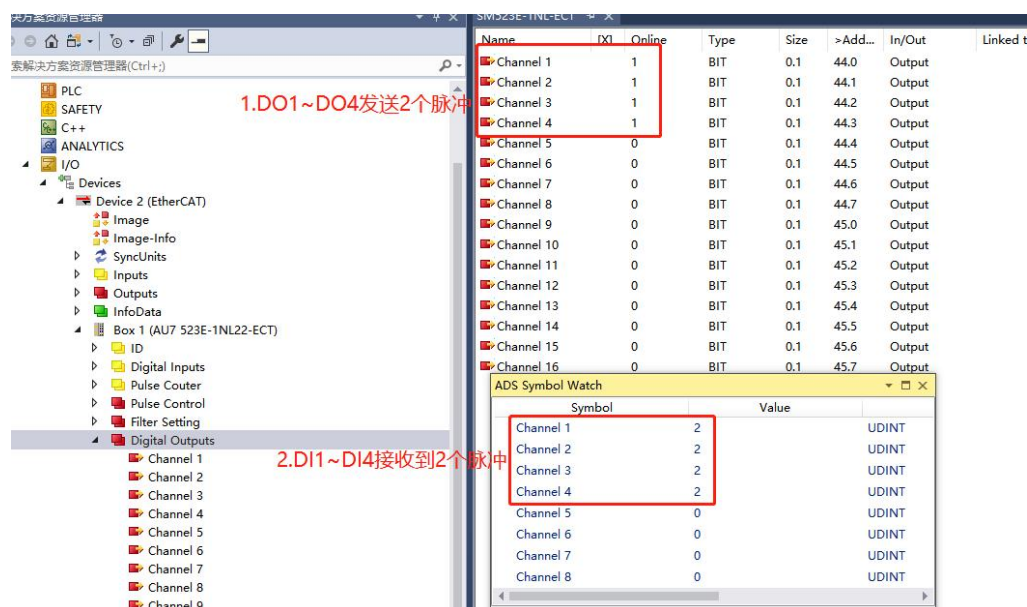 决方案资源管理器
索解决方案资源管理器(Ctrl+;)
PLC
SAFETY
C++
ANALYTICS
I/O
Devices
Device 2 (EtherCAT)
Image
Image-Info
SyncUnits
Inputs
Outputs
InfoData
Box 1 (AU7 523E-1NL22-ECT)
ID
Digital Inputs
Pulse Couter
Pulse Control
Filter Setting
Digital Outputs
Channel 1
Channel 2
Channel 3
Channel 4
Channel 5
Channel 6
Channel 7
Channel 8
Channel 9
1.DO1~DO4发送2个脉冲
2.DI1~DI4接收到2个脉冲
SM523E-1NL-ECT
Name [X] Online Type Size >Add... In/Out Linked t
Channel 1 1 BIT 0.1 44.0 Output
Channel 2 1 BIT 0.1 44.1 Output
Channel 3 1 BIT 0.1 44.2 Output
Channel 4 1 BIT 0.1 44.3 Output
Channel 5 0 BIT 0.1 44.4 Output
Channel 6 0 BIT 0.1 44.5 Output
Channel 7 0 BIT 0.1 44.6 Output
Channel 8 0 BIT 0.1 44.7 Output
Channel 9 0 BIT 0.1 45.0 Output
Channel 10 0 BIT 0.1 45.1 Output
Channel 11 0 BIT 0.1 45.2 Output
Channel 12 0 BIT 0.1 45.3 Output
Channel 13 0 BIT 0.1 45.4 Output
Channel 14 0 BIT 0.1 45.5 Output
Channel 15 0 BIT 0.1 45.6 Output
Channel 16 0 BIT 0.1 45.7 Output
ADS Symbol Watch
Symbol Value
Channel 1 2 UDINT
Channel 2 2 UDINT
Channel 3 2 UDINT
Channel 4 2 UDINT
Channel 5 0 UDINT
Channel 6 0 UDINT
Channel 7 0 UDINT
Channel 8 0 UDINT